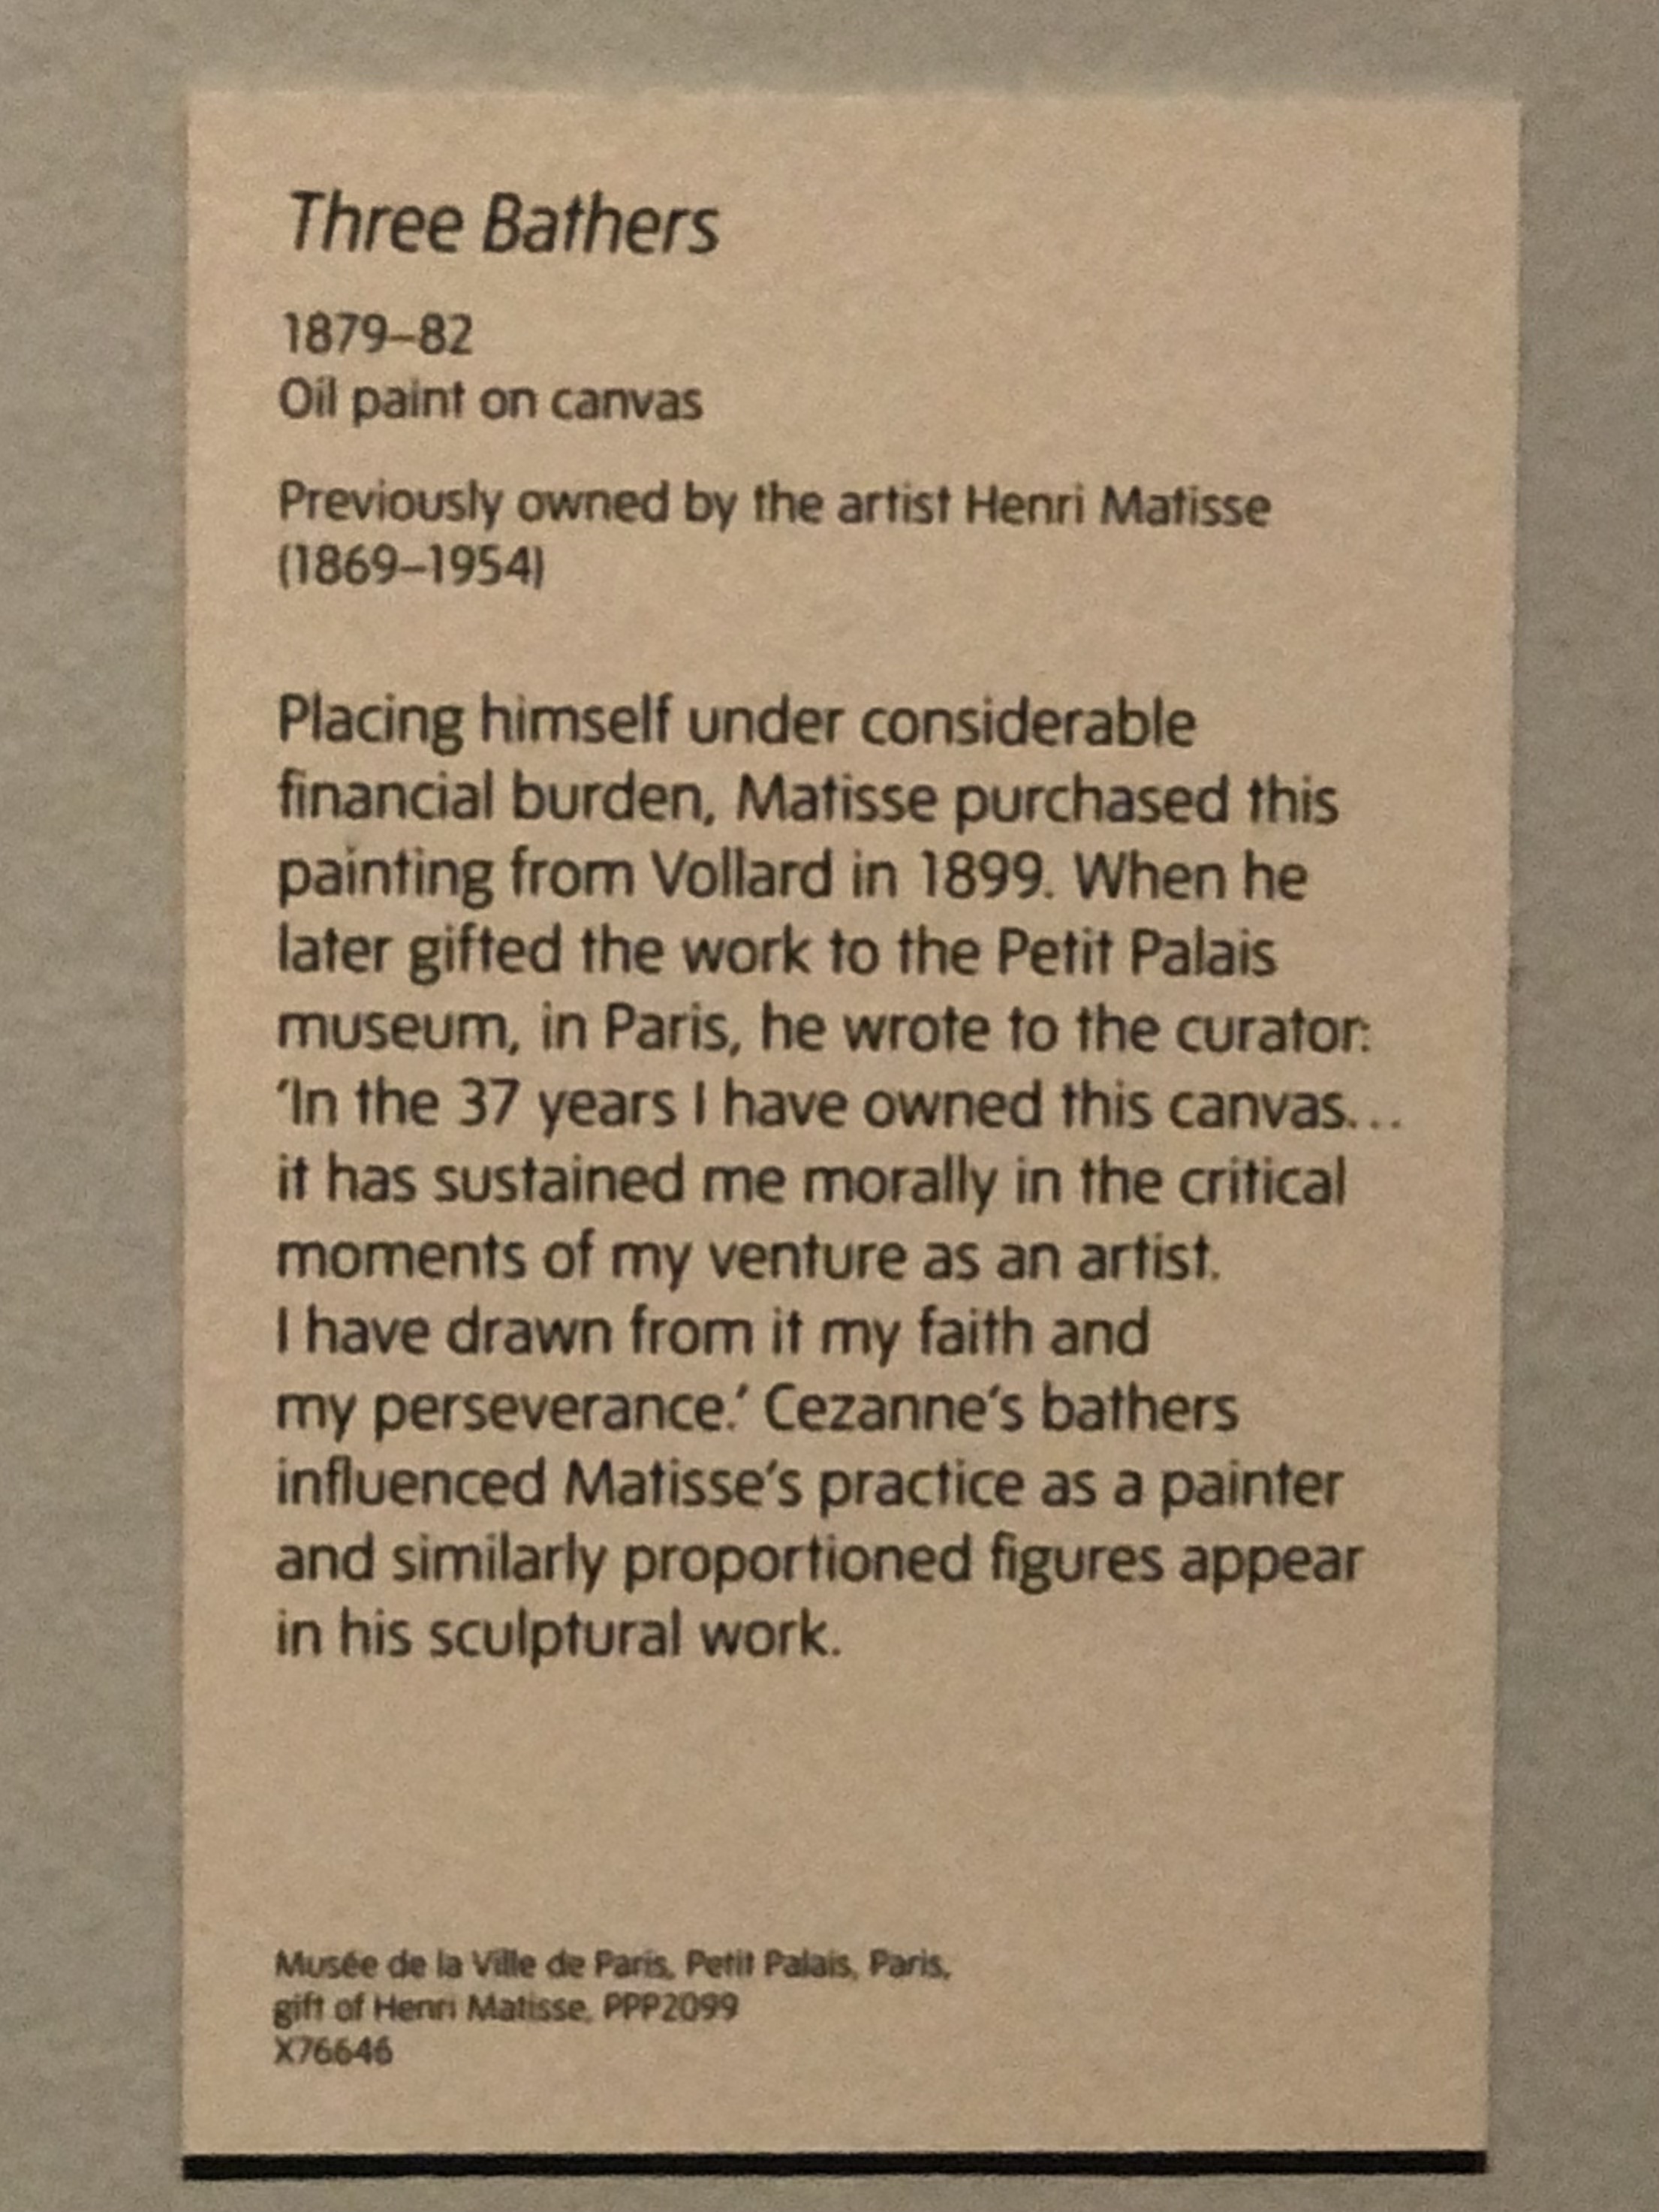 Three Bathers
1879–82
Oil paint on canvas
Previously owned by the artist Henri Matisse
(1869–1954)
Placing himself under considerable
financial burden, Matisse purchased this
painting from Vollard in 1899. When he
later gifted the work to the Petit Palais
museum, in Paris, he wrote to the curator:
‘In the 37 years I have owned this canvas…
it has sustained me morally in the critical
moments of my venture as an artist.
I have drawn from it my faith and
my perseverance.’ Cezanne’s bathers
influenced Matisse’s practice as a painter
and similarly proportioned figures appear
in his sculptural work.
Musée de la Ville de Paris, Petit Palais, Paris,
gift of Henri Matisse, PPP2099
X76646